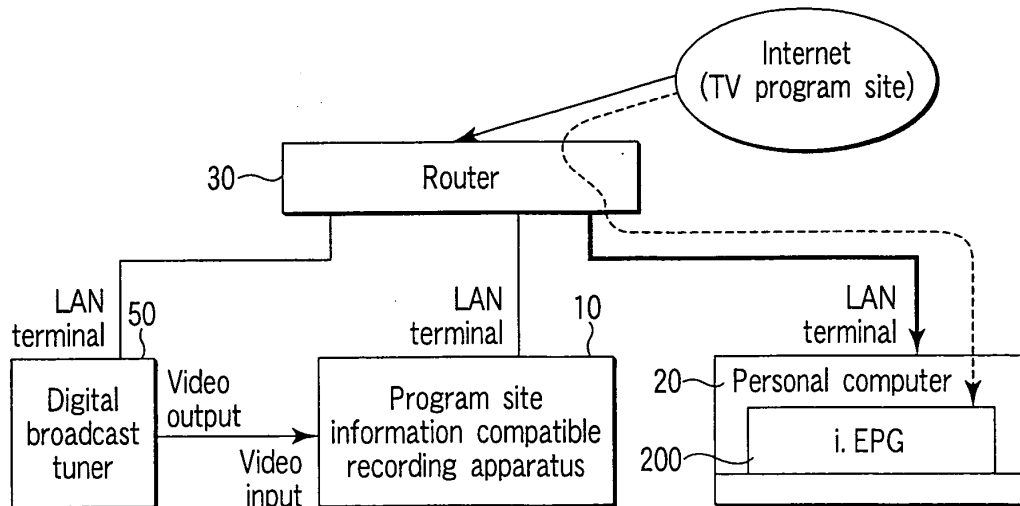 Internet
(TV program site)
30
Router
LAN
terminal
50
LAN
terminal
10
LAN
terminal
Digital
broadcast
tuner
Video
output
Video
input
Program site
information compatible
recording apparatus
20
Personal computer
200
i. EPG